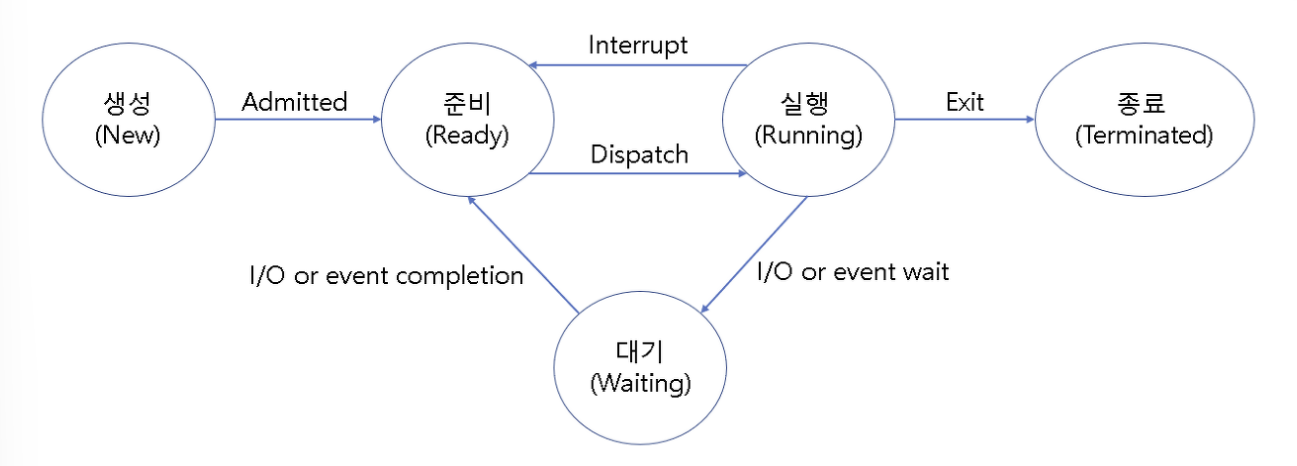 Interrupt
생성
(New)
Admitted
준비
(Ready)
실행
(Running)
Exit
종료
(Terminated)
Dispatch
I/O or event completion
I/O or event wait
대기
(Waiting)